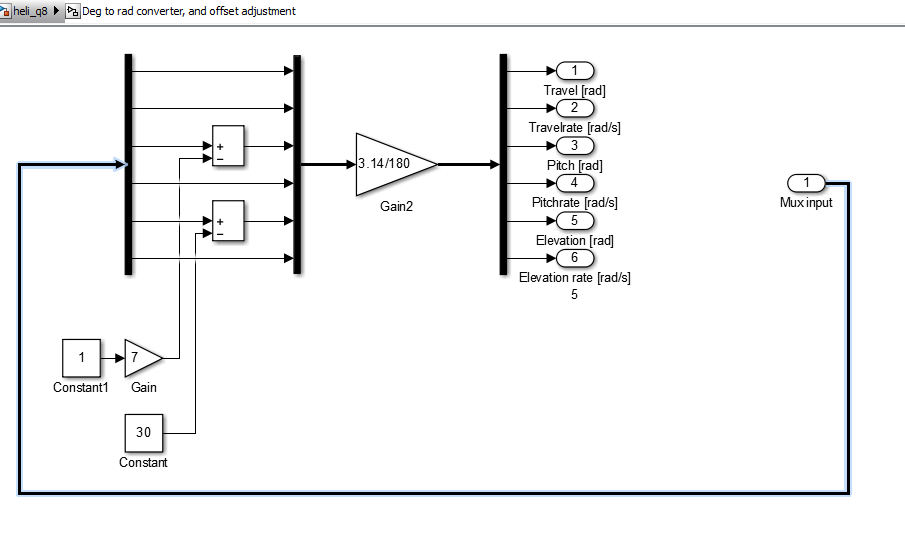 heli_q8
Deg to rad converter, and offset adjustment
1
Travel [rad]
2
Travelrate [rad/s]
3
Pitch [rad]
4
Pitchrate [rad/s]
5
Elevation [rad]
6
Elevation rate [rad/s]
5
+
−
+
−
3.14/180
Gain2
1
Mux input
1
Constant1
7
Gain
30
Constant